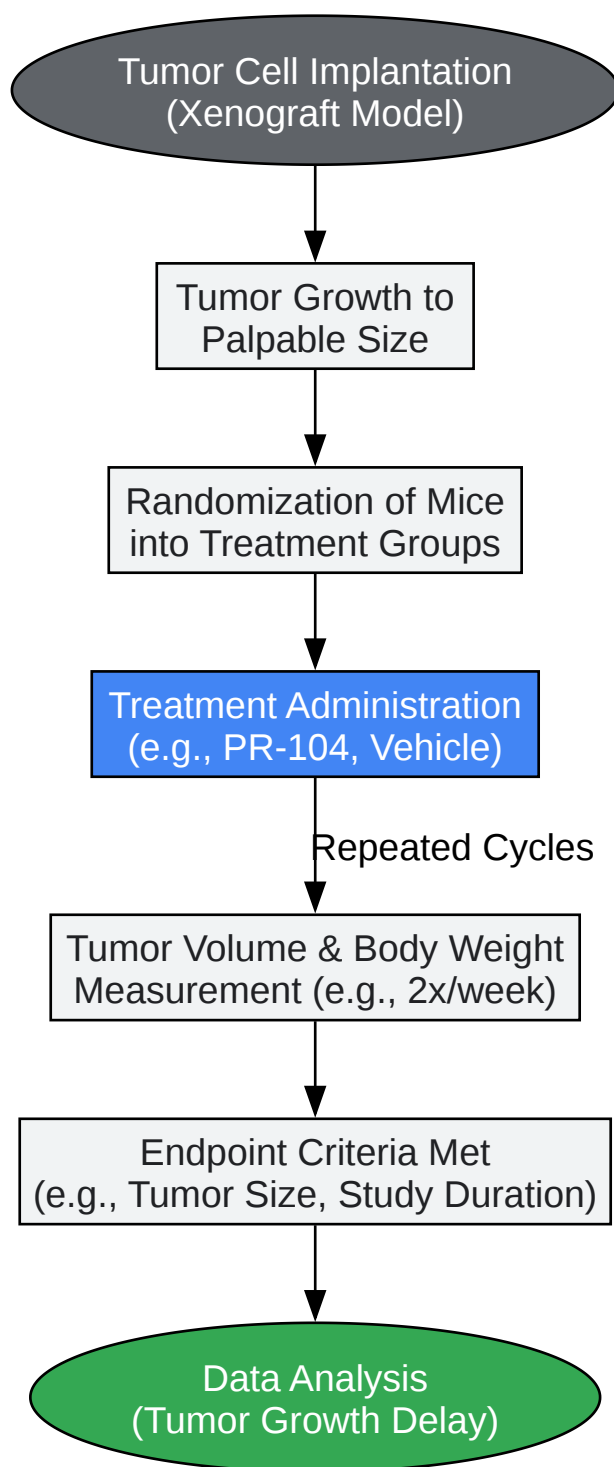 Tumor Cell Implantation
(Xenograft Model)
Tumor Growth to
Palpable Size
Randomization of Mice
into Treatment Groups
Treatment Administration
(e.g., PR-104, Vehicle)
Repeated Cycles
Tumor Volume & Body Weight
Measurement (e.g., 2x/week)
Endpoint Criteria Met
(e.g., Tumor Size, Study Duration)
Data Analysis
(Tumor Growth Delay)